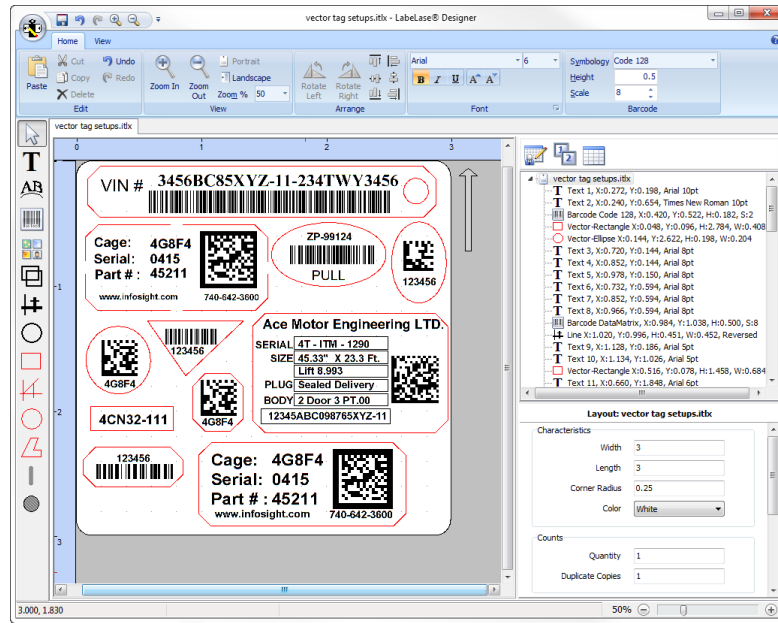 vector tag setups.itlx - LabeLase® Designer
Home View
Paste
Cut
Copy
Delete
Undo
Redo
Edit
Zoom In
Zoom Out
Portrait
Landscape
Zoom % 50
View
Rotate Left
Rotate Right
Arrange
Arial 6
B I U A A
Font
Symbology Code 128
Height 0.5
Scale 8
Barcode
vector tag setups.itlx
0 1 2 3
T
AB
-1
-2
-3
VIN # 3456BC85XYZ-11-234TWY3456
Cage: 4G8F4
Serial: 0415
Part # : 45211
www.infosight.com 740-642-3600
ZP-99124
PULL
123456
4G8F4
123456
4G8F4
Ace Motor Engineering LTD.
SERIAL 4T - ITM - 1290
SIZE 45.33" X 23.3 Ft.
Lift 8.993
PLUG Sealed Delivery
BODY 2 Door 3 PT.00
12345ABC098765XYZ-11
4CN32-111
123456
Cage: 4G8F4
Serial: 0415
Part # : 45211
www.infosight.com 740-642-3600
vector tag setups.itlx
T Text 1, X:0.272, Y:0.198, Arial 10pt
T Text 2, X:0.240, Y:0.654, Times New Roman 10pt
Barcode Code 128, X:0.420, Y:0.522, H:0.182, S:2
Vector-Rectangle X:0.048, Y:0.096, H:2.784, W:0.408
Vector-Ellipse X:0.144, Y:2.622, H:0.198, W:0.204
T Text 3, X:0.720, Y:0.144, Arial 8pt
T Text 4, X:0.852, Y:0.144, Arial 8pt
T Text 5, X:0.978, Y:0.150, Arial 8pt
T Text 6, X:0.732, Y:0.594, Arial 8pt
T Text 7, X:0.852, Y:0.594, Arial 8pt
T Text 8, X:0.966, Y:0.594, Arial 8pt
Barcode DataMatrix, X:0.984, Y:1.038, H:0.500, S:8
Line X:1.020, Y:0.996, H:0.451, W:0.452, Reversed
T Text 9, X:1.128, Y:0.186, Arial 5pt
T Text 10, X:1.134, Y:1.026, Arial 5pt
Vector-Rectangle X:0.516, Y:0.078, H:1.458, W:0.684
T Text 11, X:0.660, Y:1.848, Arial 6pt
Layout: vector tag setups.itlx
Characteristics
Width 3
Length 3
Corner Radius 0.25
Color White
Counts
Quantity 1
Duplicate Copies 1
3.000, 1.830
50%